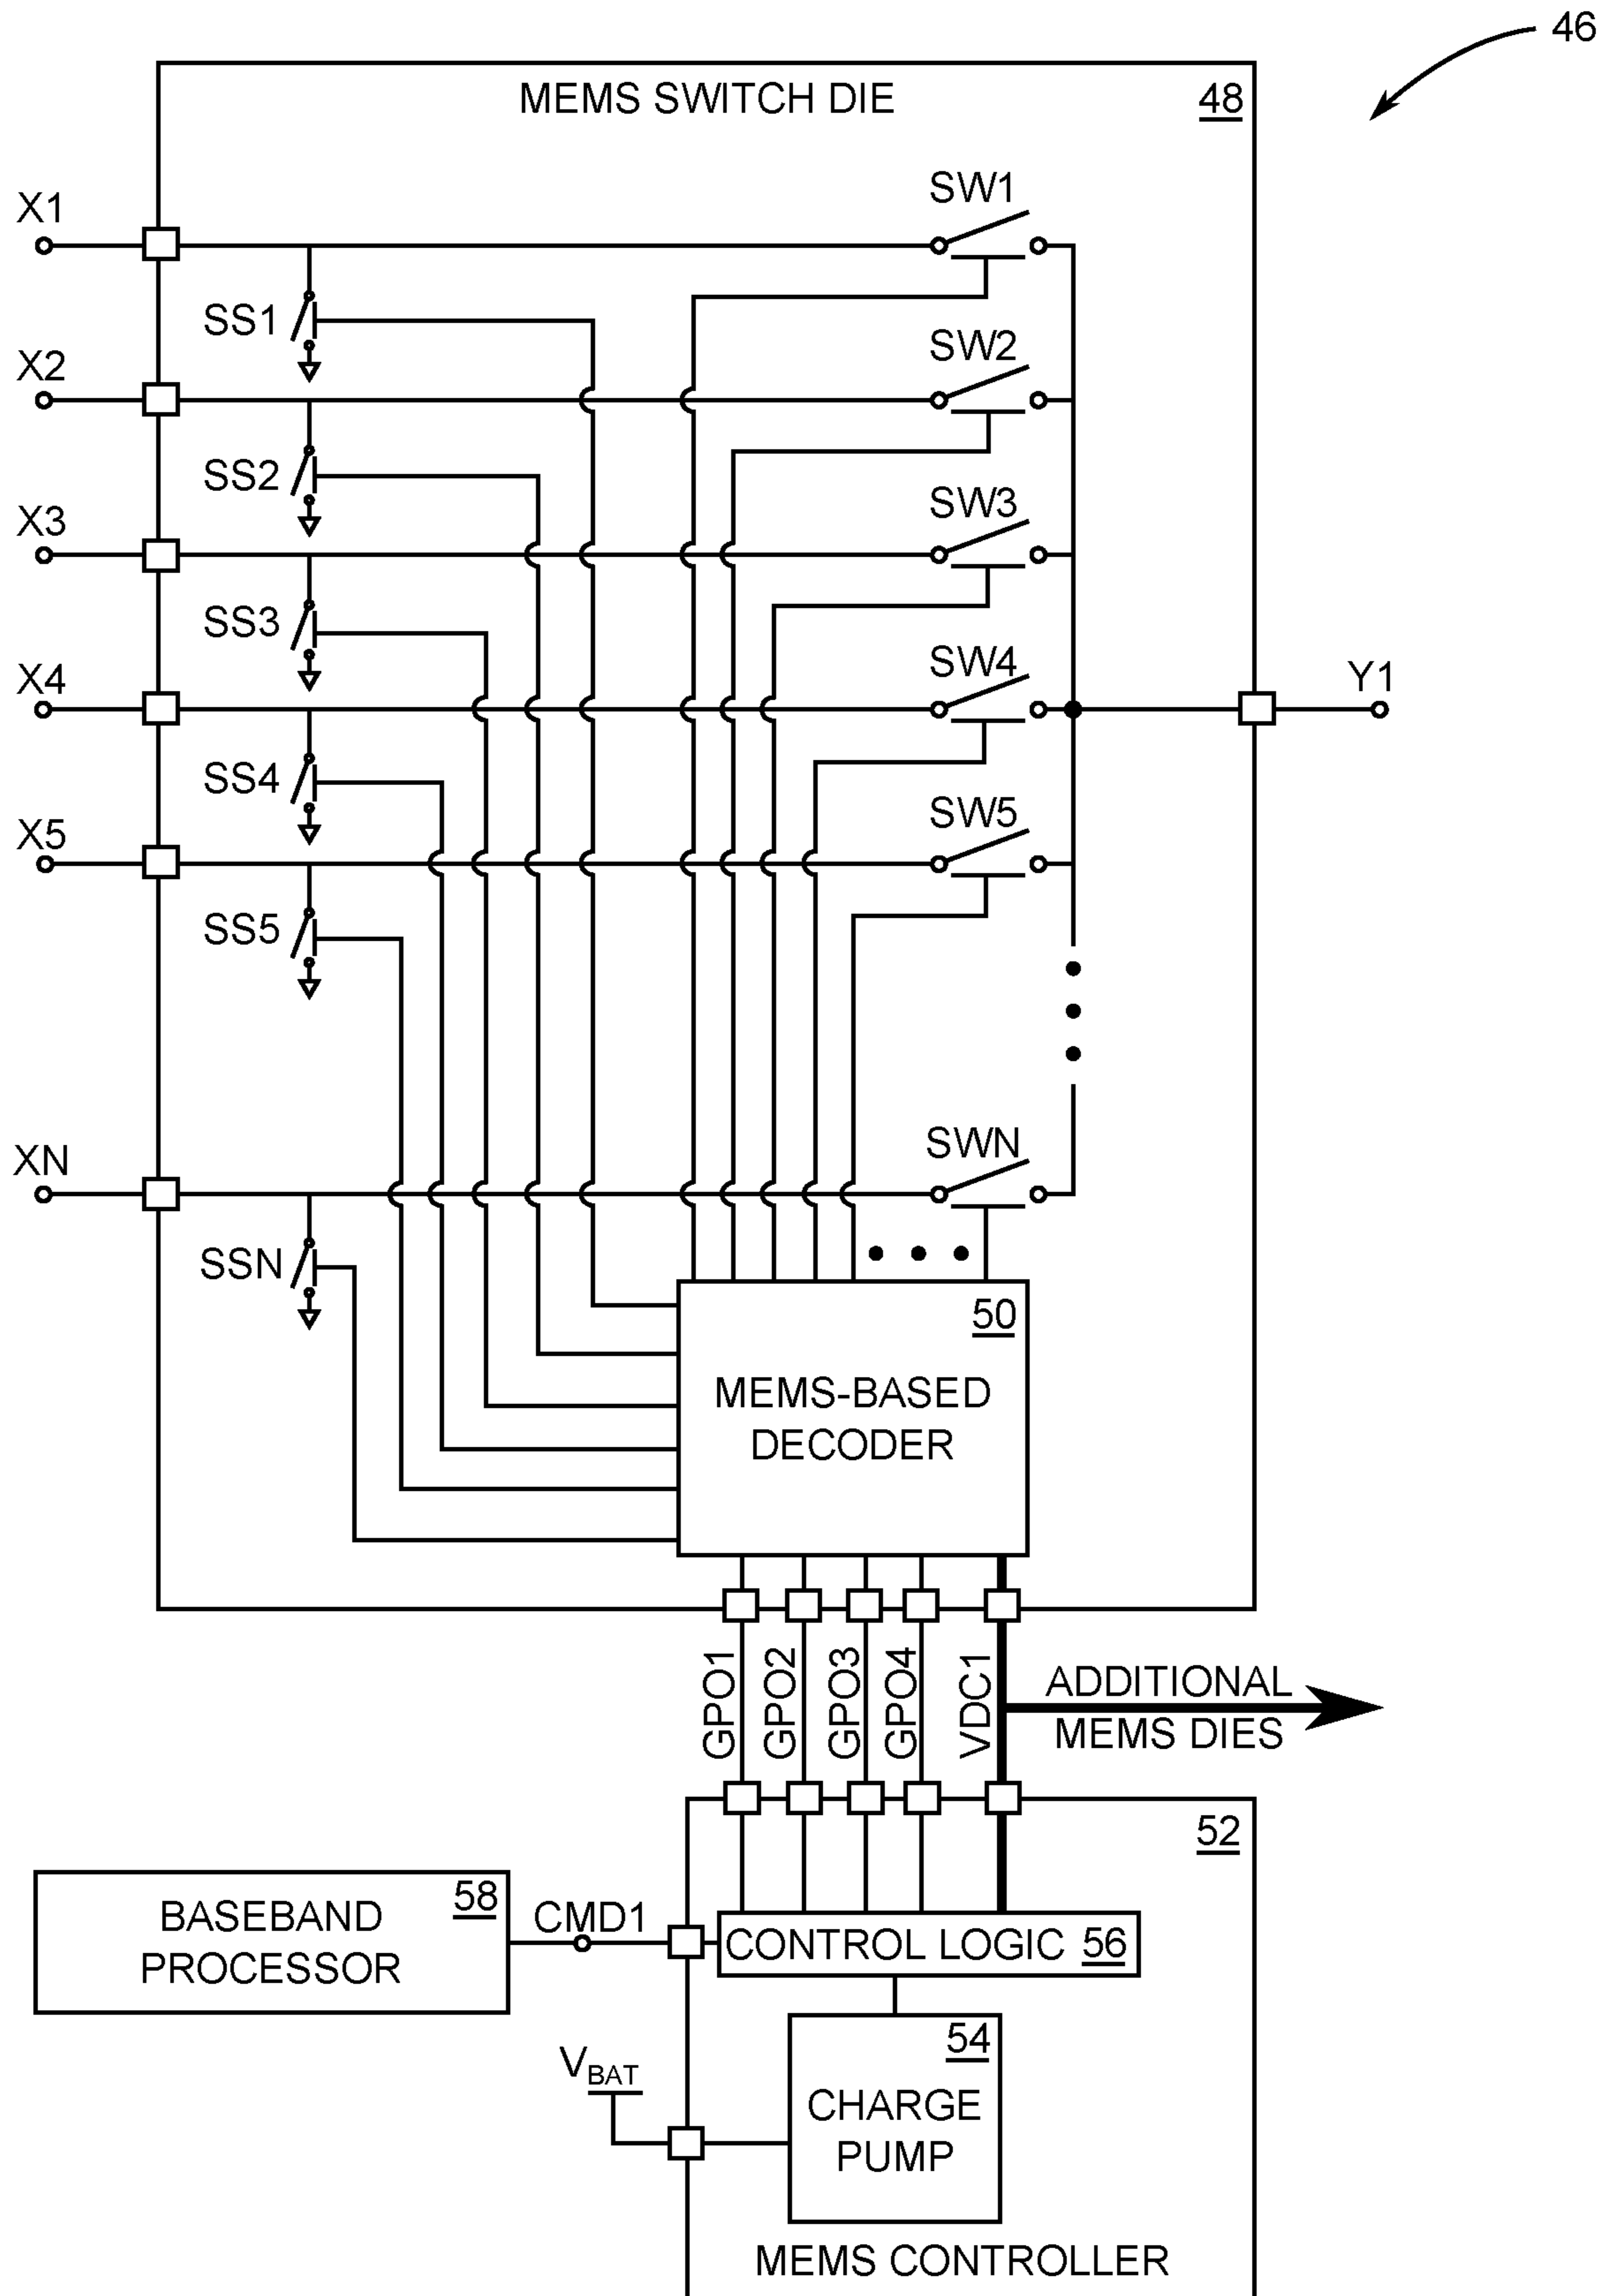 46
MEMS SWITCH DIE
48
X1
SW1
SS1
X2
SW2
SS2
X3
SW3
SS3
X4
SW4
Y1
SS4
X5
SW5
SS5
XN
SWN
SSN
50
MEMS-BASED
DECODER
GPO1
GPO2
GPO3
GPO4
VDC1
ADDITIONAL
MEMS DIES
52
58
BASEBAND
PROCESSOR
CMD1
CONTROL LOGIC 56
54
VBAT
CHARGE
PUMP
MEMS CONTROLLER